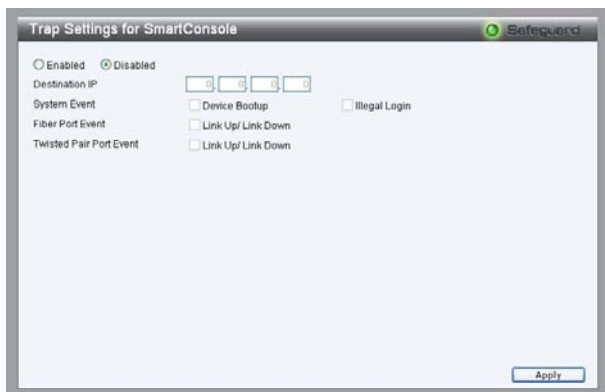 Trap Settings for SmartConsole
Safeguard
Enabled Disabled
Destination IP 0. 0. 0. 0
System Event Device Bootup Illegal Login
Fiber Port Event Link Up/ Link Down
Twisted Pair Port Event Link Up/ Link Down
Apply